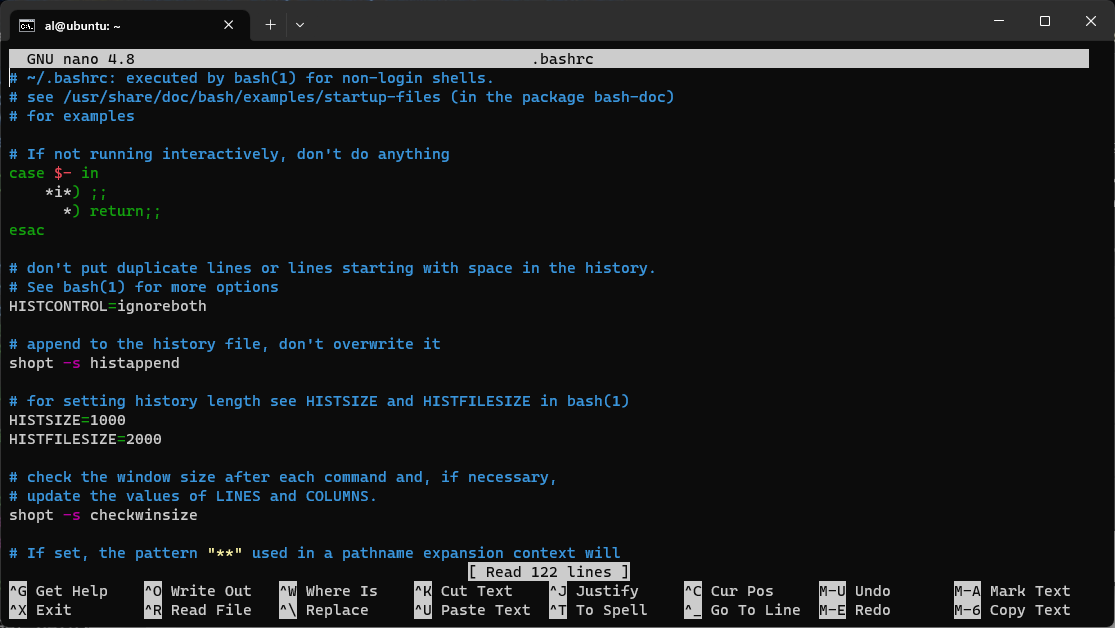 al@ubuntu: ~
GNU nano 4.8 .bashrc
# ~/.bashrc: executed by bash(1) for non-login shells.
# see /usr/share/doc/bash/examples/startup-files (in the package bash-doc)
# for examples

# If not running interactively, don't do anything
case $- in
    *i*) ;;
      *) return;;
esac

# don't put duplicate lines or lines starting with space in the history.
# See bash(1) for more options
HISTCONTROL=ignoreboth

# append to the history file, don't overwrite it
shopt -s histappend

# for setting history length see HISTSIZE and HISTFILESIZE in bash(1)
HISTSIZE=1000
HISTFILESIZE=2000

# check the window size after each command and, if necessary,
# update the values of LINES and COLUMNS.
shopt -s checkwinsize

# If set, the pattern "**" used in a pathname expansion context will
[ Read 122 lines ]
^G Get Help ^O Write Out ^W Where Is ^K Cut Text ^J Justify ^C Cur Pos M-U Undo M-A Mark Text
^X Exit ^R Read File ^\ Replace ^U Paste Text ^T To Spell ^_ Go To Line M-E Redo M-6 Copy Text